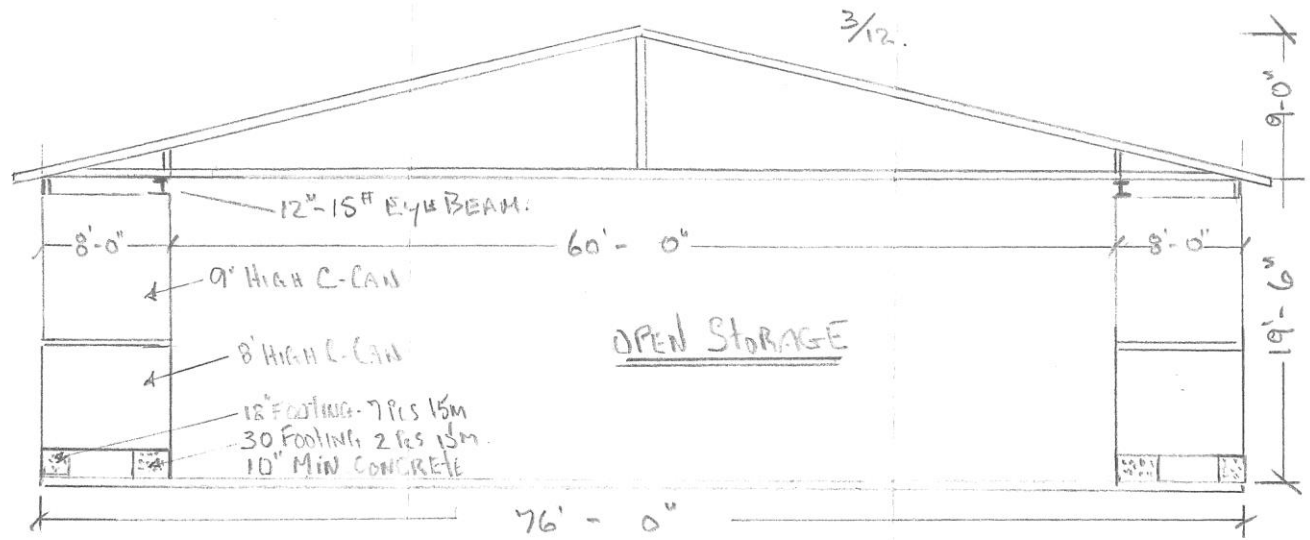 3/12.
9'-0"
12"-15# EYE BEAM.
8'-0"
60'- 0"
8'-0"
9' HIGH C-CAN
19'-6"
OPEN STORAGE
8' HIGH C-CAN
18" FOOTING- PCS 15M
30 FOOTING 2 PCS 15M.
10" MIN CONCRETE
76' - 0"